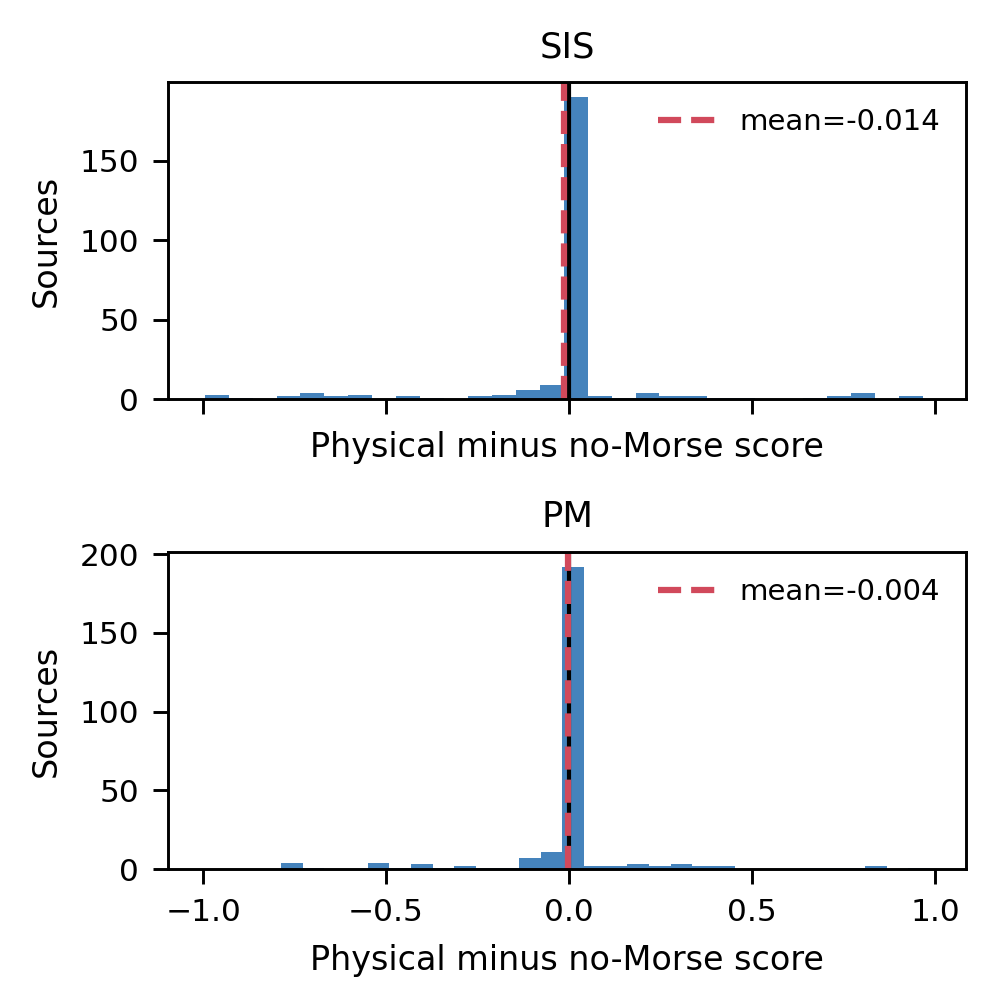 SIS
mean=-0.014
150
100
50
0
Sources
Physical minus no-Morse score
PM
mean=-0.004
200
150
100
50
0
Sources
−1.0 −0.5 0.0 0.5 1.0
Physical minus no-Morse score